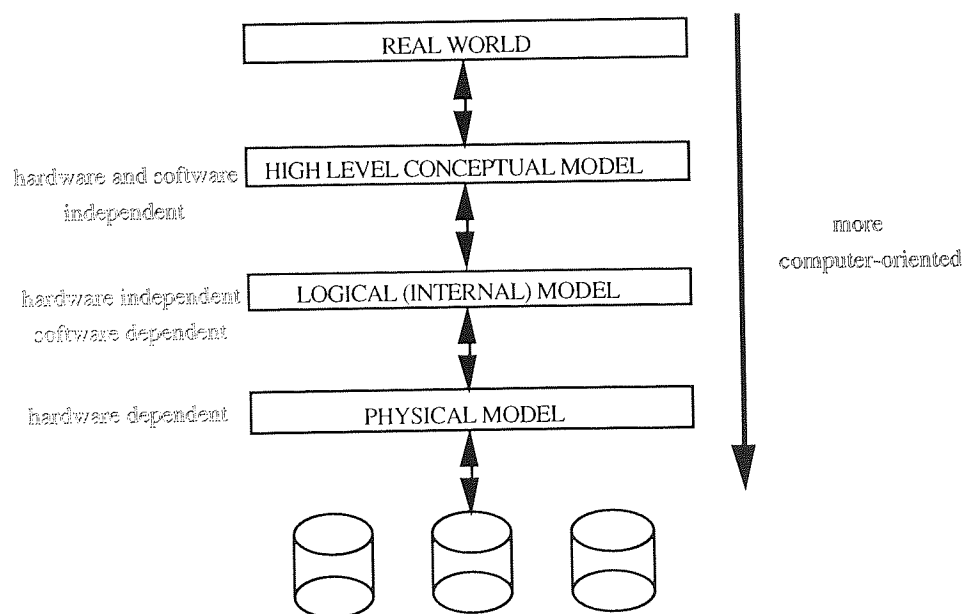 REAL WORLD
HIGH LEVEL CONCEPTUAL MODEL
hardware and software
independent
more
computer-oriented
LOGICAL (INTERNAL) MODEL
hardware independent
software dependent
PHYSICAL MODEL
hardware dependent